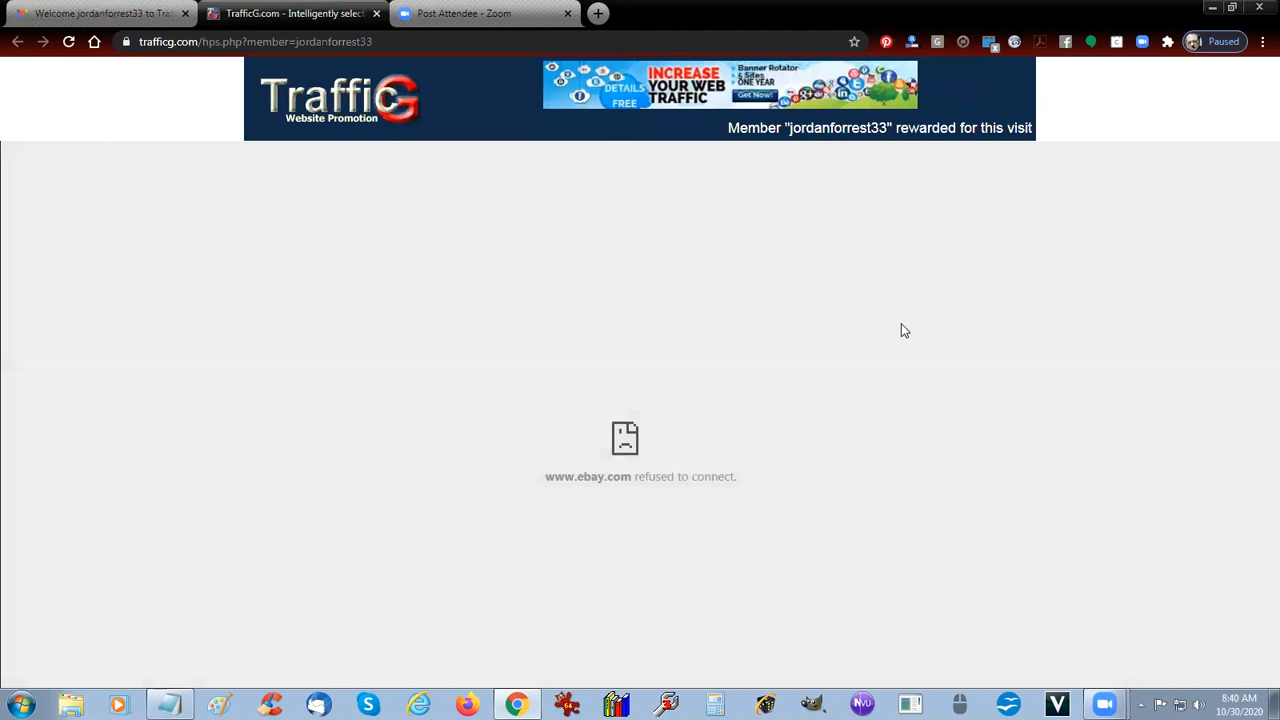 Welcome jordanforrest33 to Traf
TrafficG.com - Intelligently select
Post Attendee - Zoom
trafficg.com/hps.php?member=jordanforrest33
Paused
TrafficG
Website Promotion
DETAILS
FREE
INCREASE
YOUR WEB
TRAFFIC
Banner Rotator
5 Sites
ONE YEAR
Get Now!
Member "jordanforrest33" rewarded for this visit
www.ebay.com refused to connect.
8:40 AM
10/30/2020